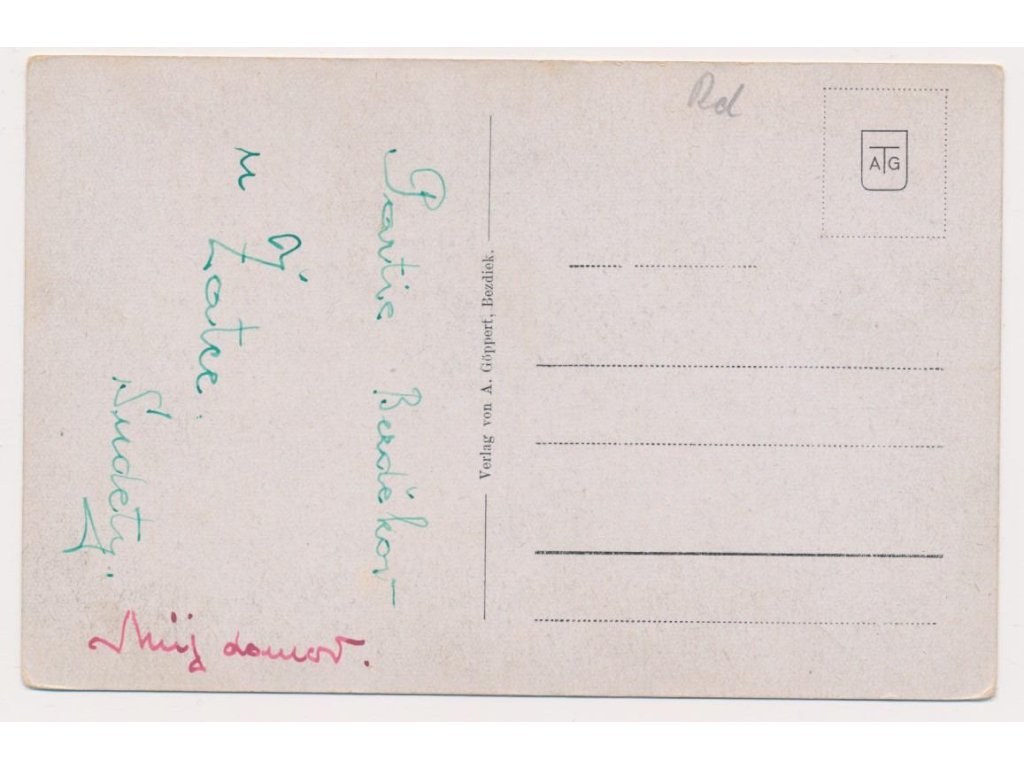 Partie Bezděkov
u Žatce.
Sudety.
Můj domov.
Verlag von A. Göppert, Bezdiek.
Rd
ATG